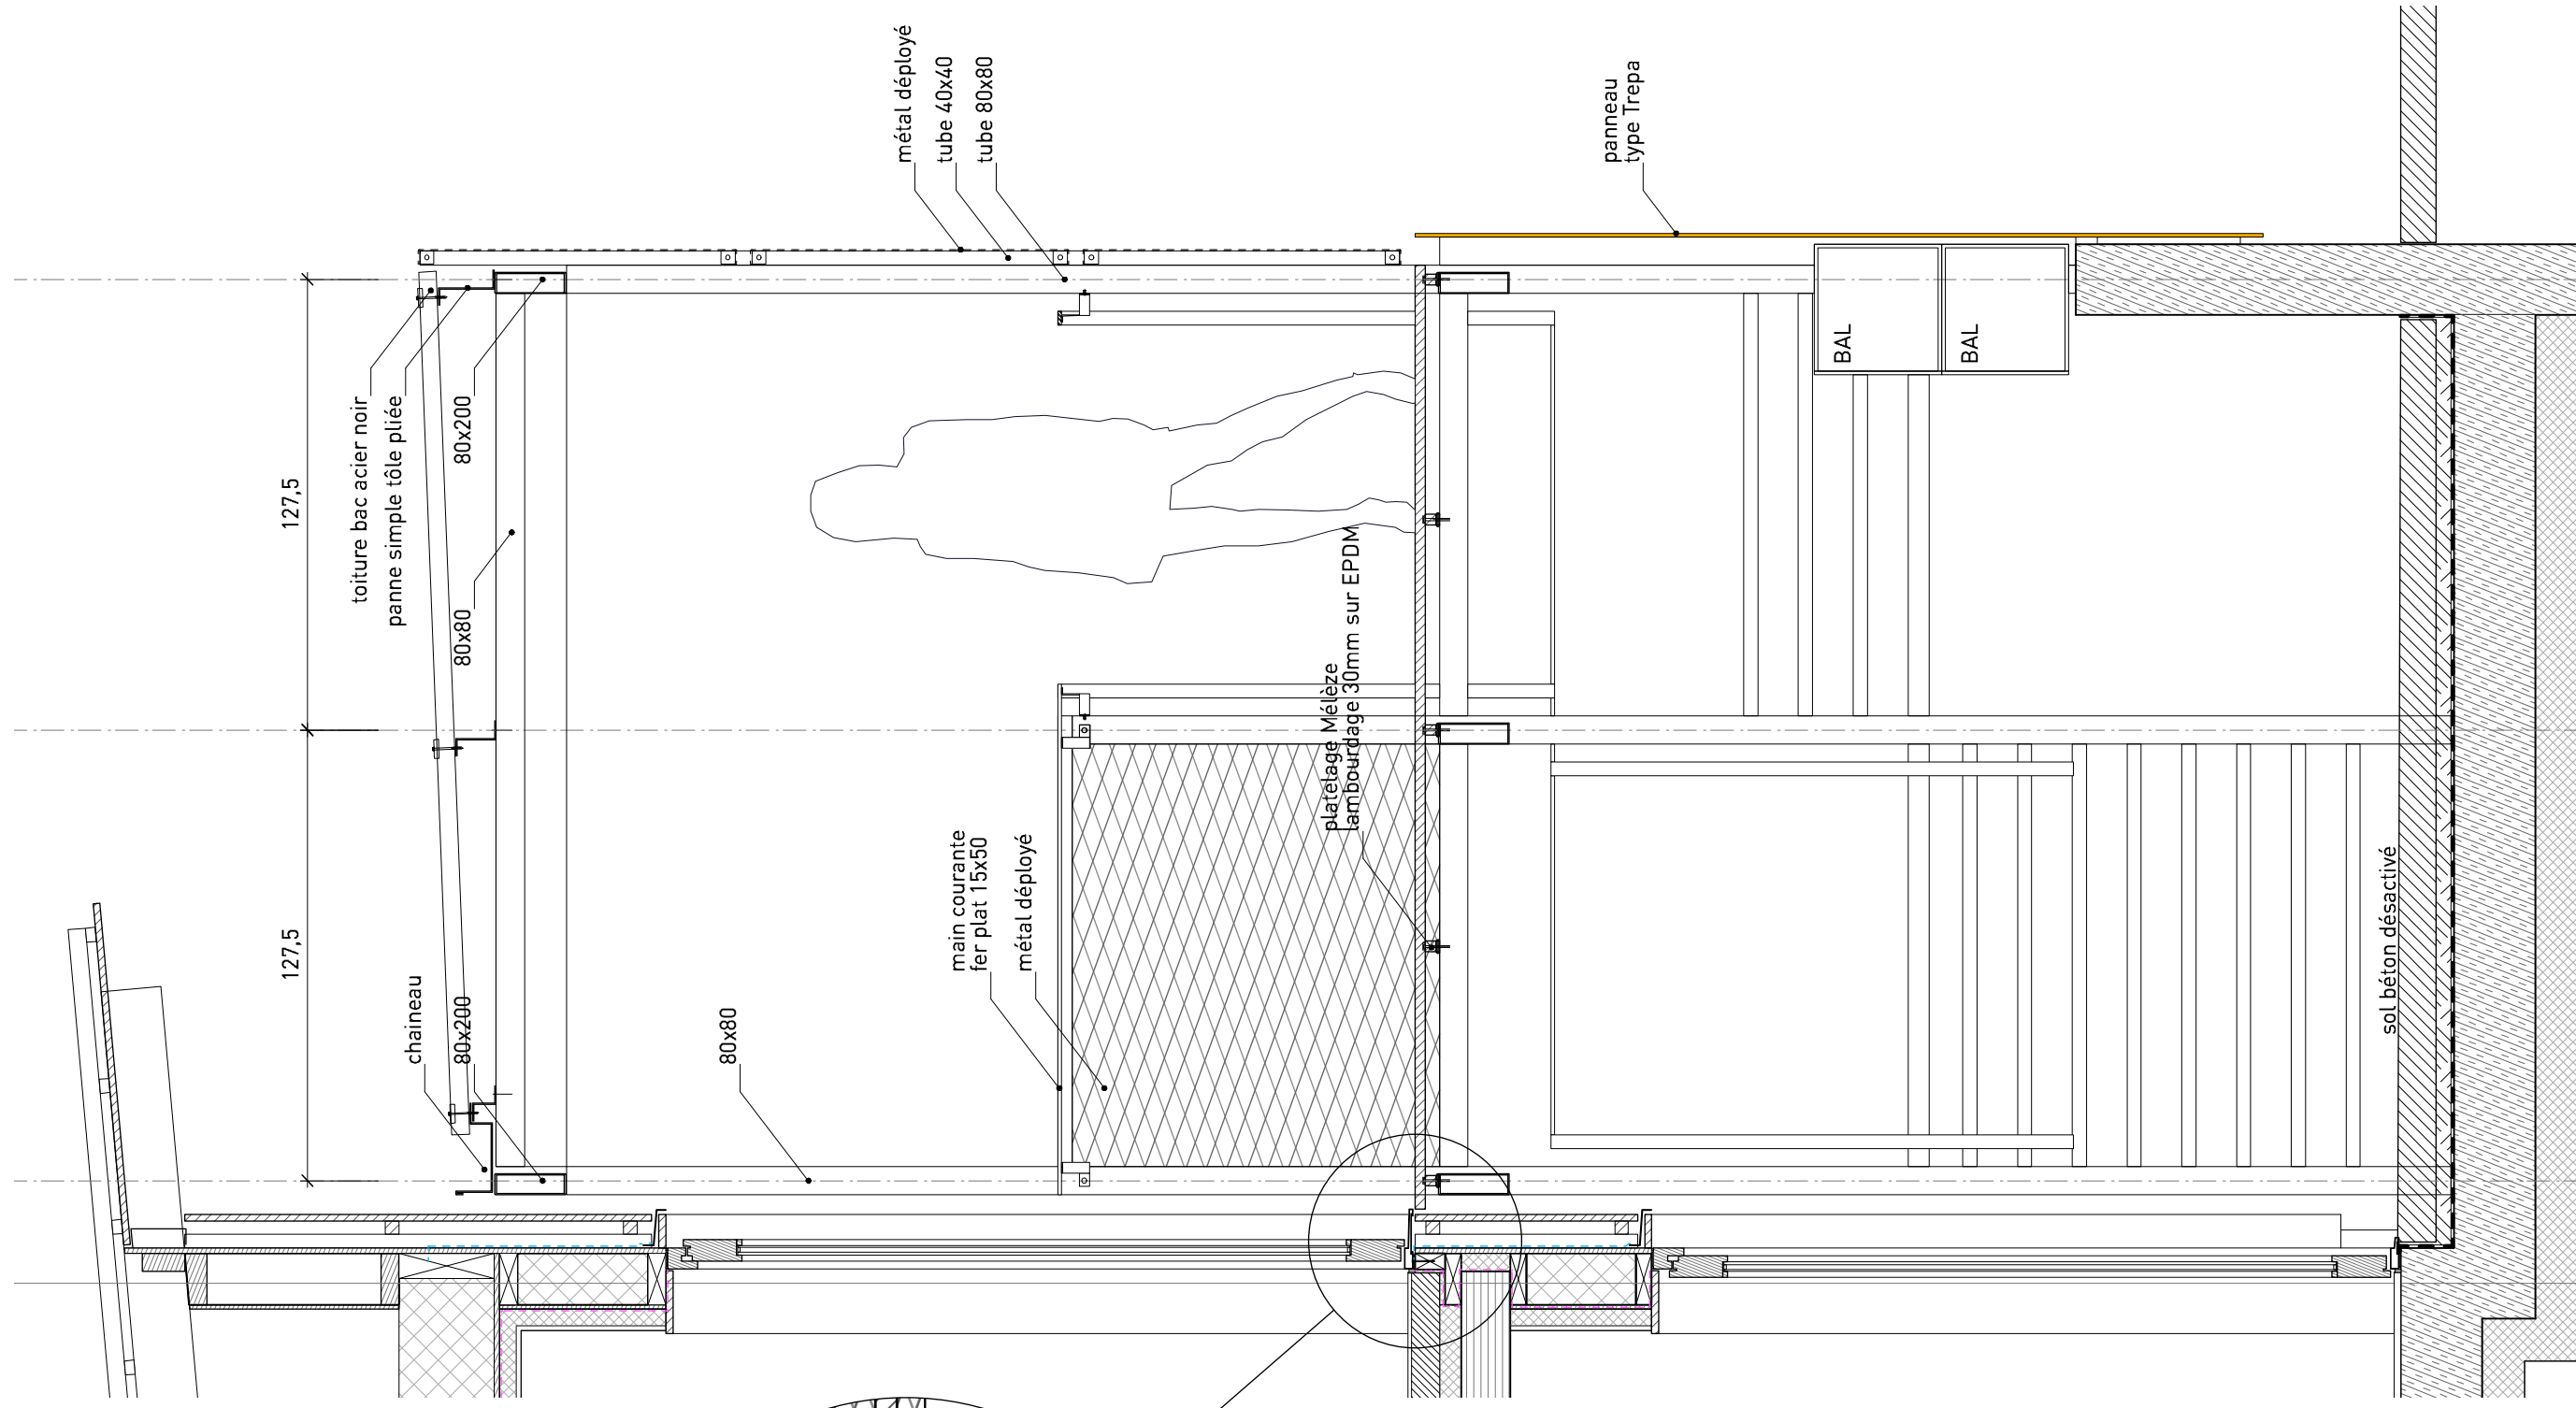 métal déployé
tube 40x40
tube 80x80
panneau
type Trepa
toiture bac acier noir
panne simple tôle pliée
80x200
127,5
80x80
BAL
BAL
platelage Mélèze
lambourdage 30mm sur EPDM
main courante
fer plat 15x50
métal déployé
127,5
chaineau
80x200
80x80
sol béton désactivé